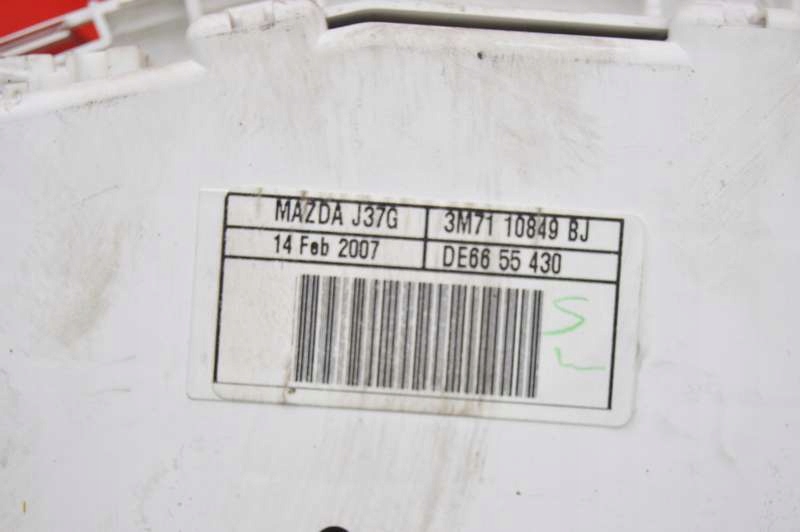 MAZDA J37G 3M71 10849 BJ
14 Feb 2007 DE66 55 430
S
L